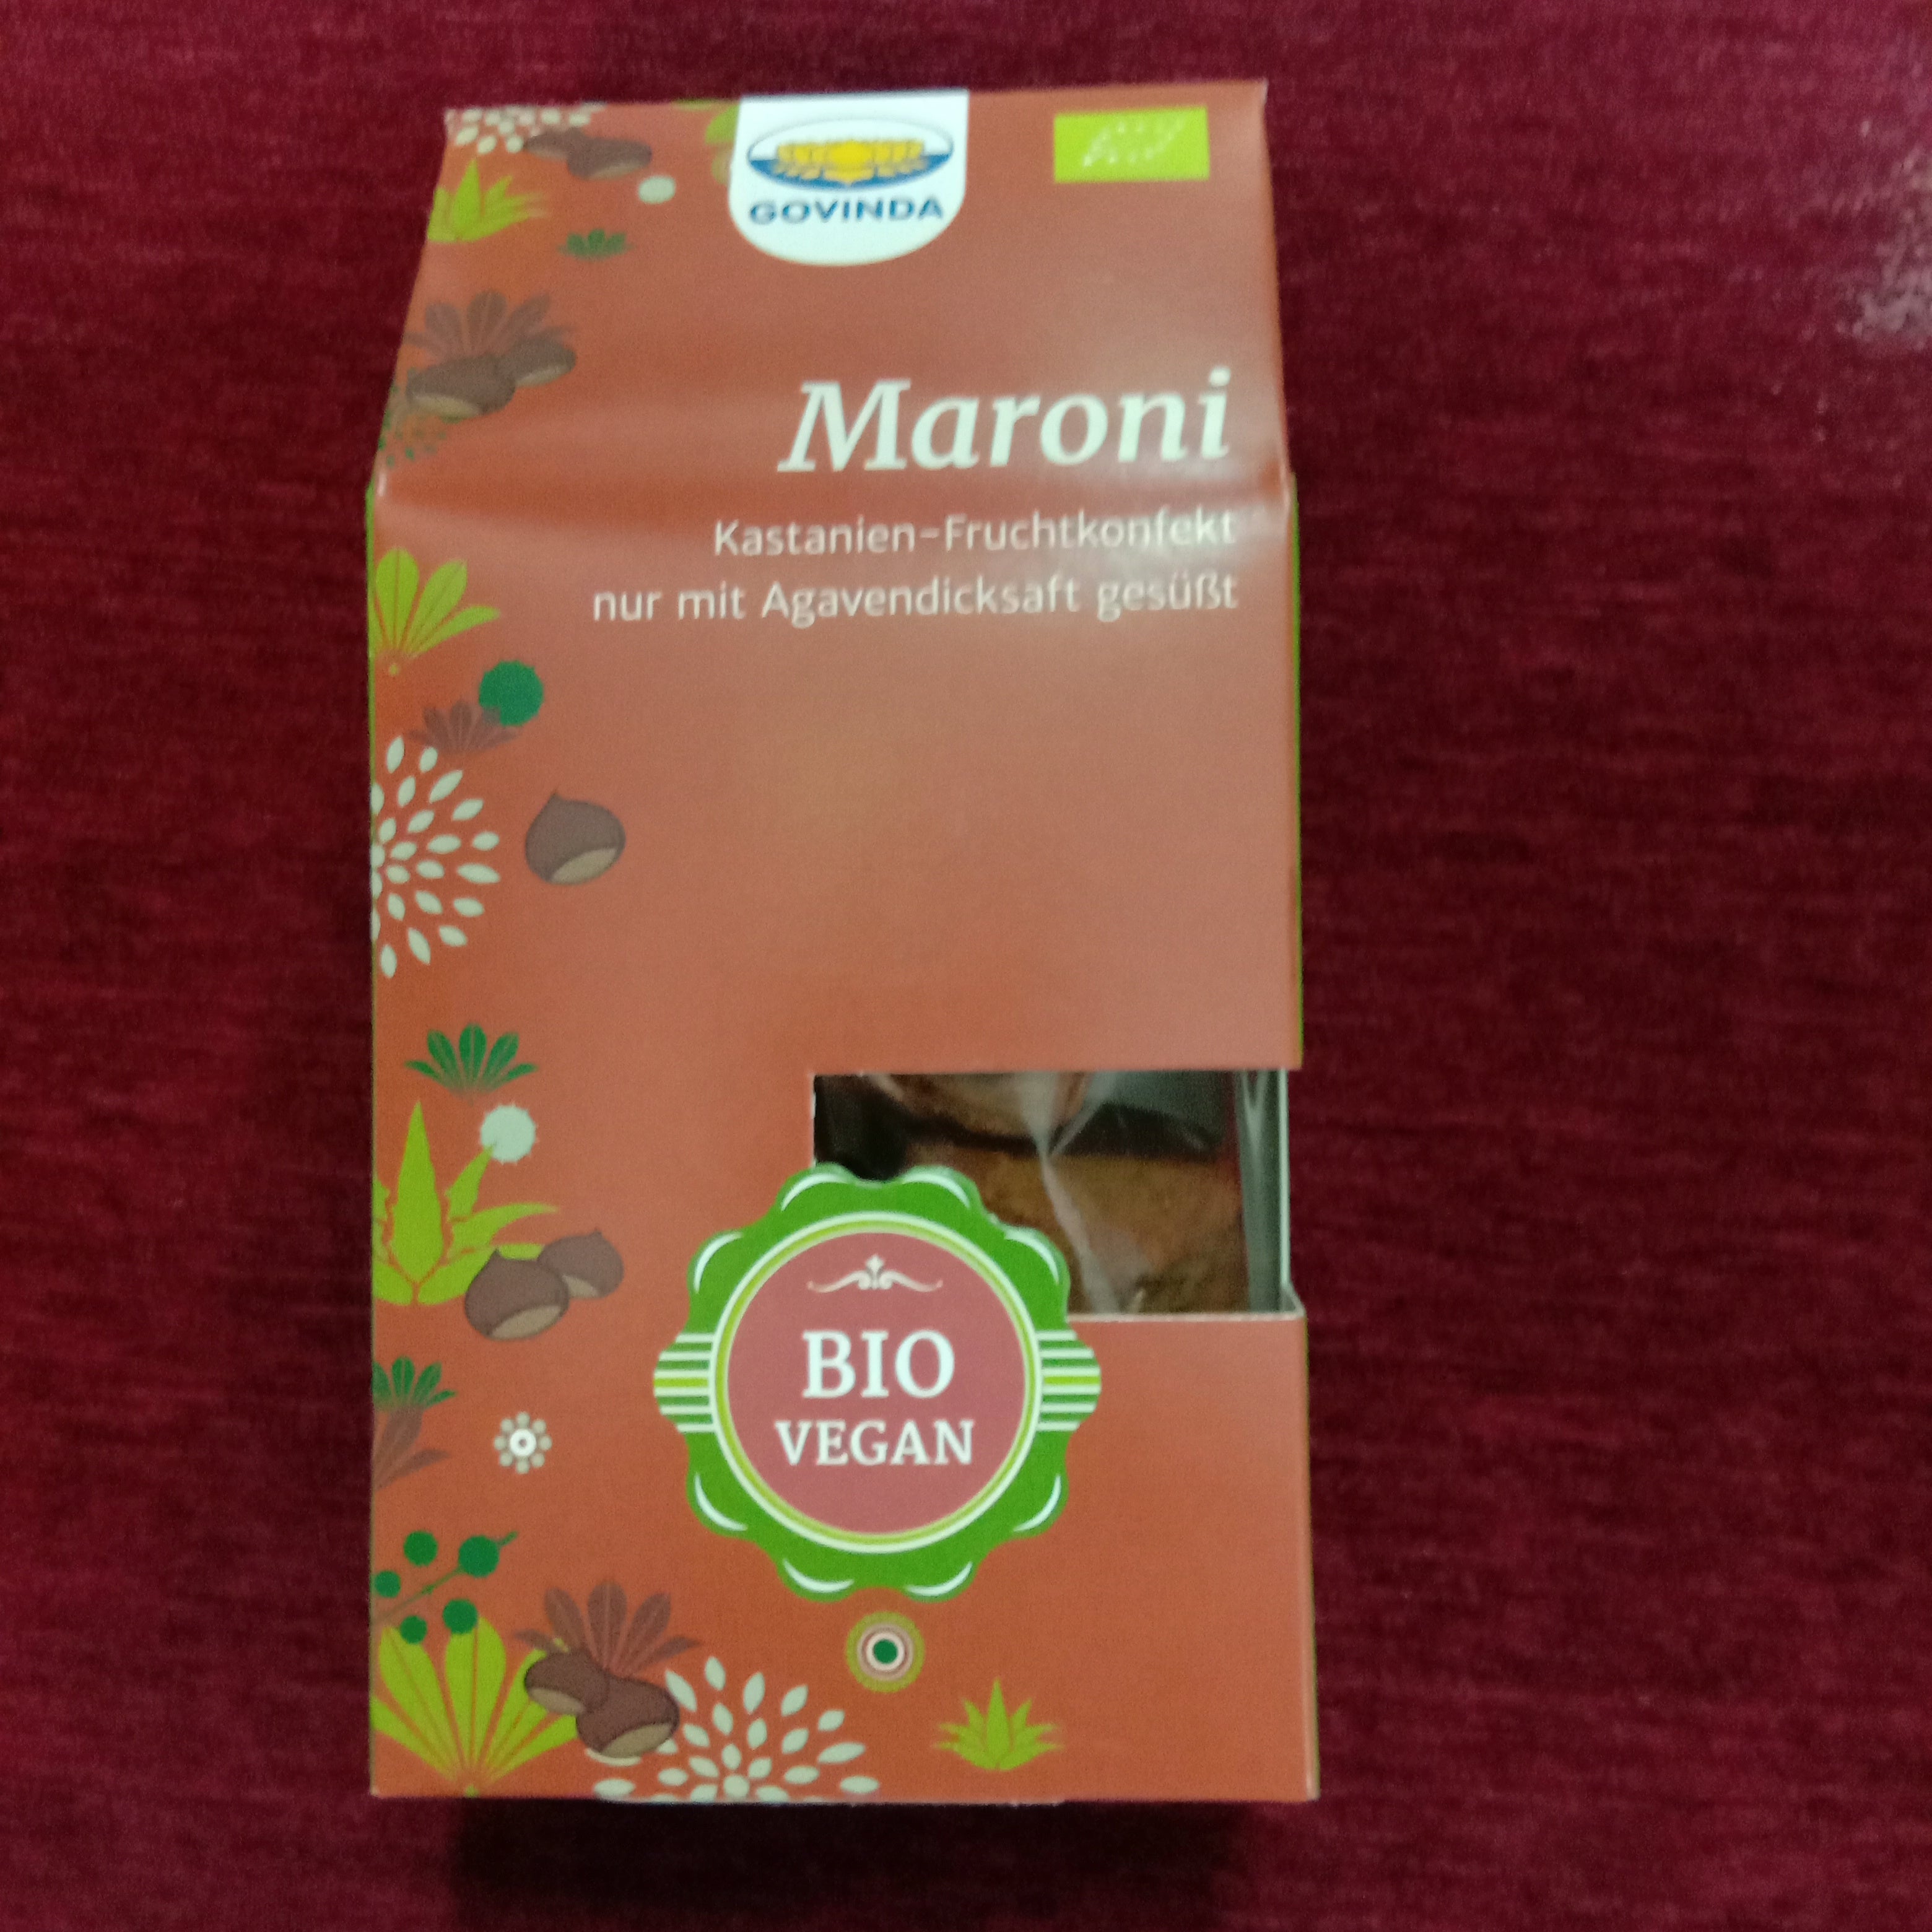 GOVINDA
Maroni
Kastanien-Fruchtkonfekt
nur mit Agavendicksaft gesüßt
BIO
VEGAN